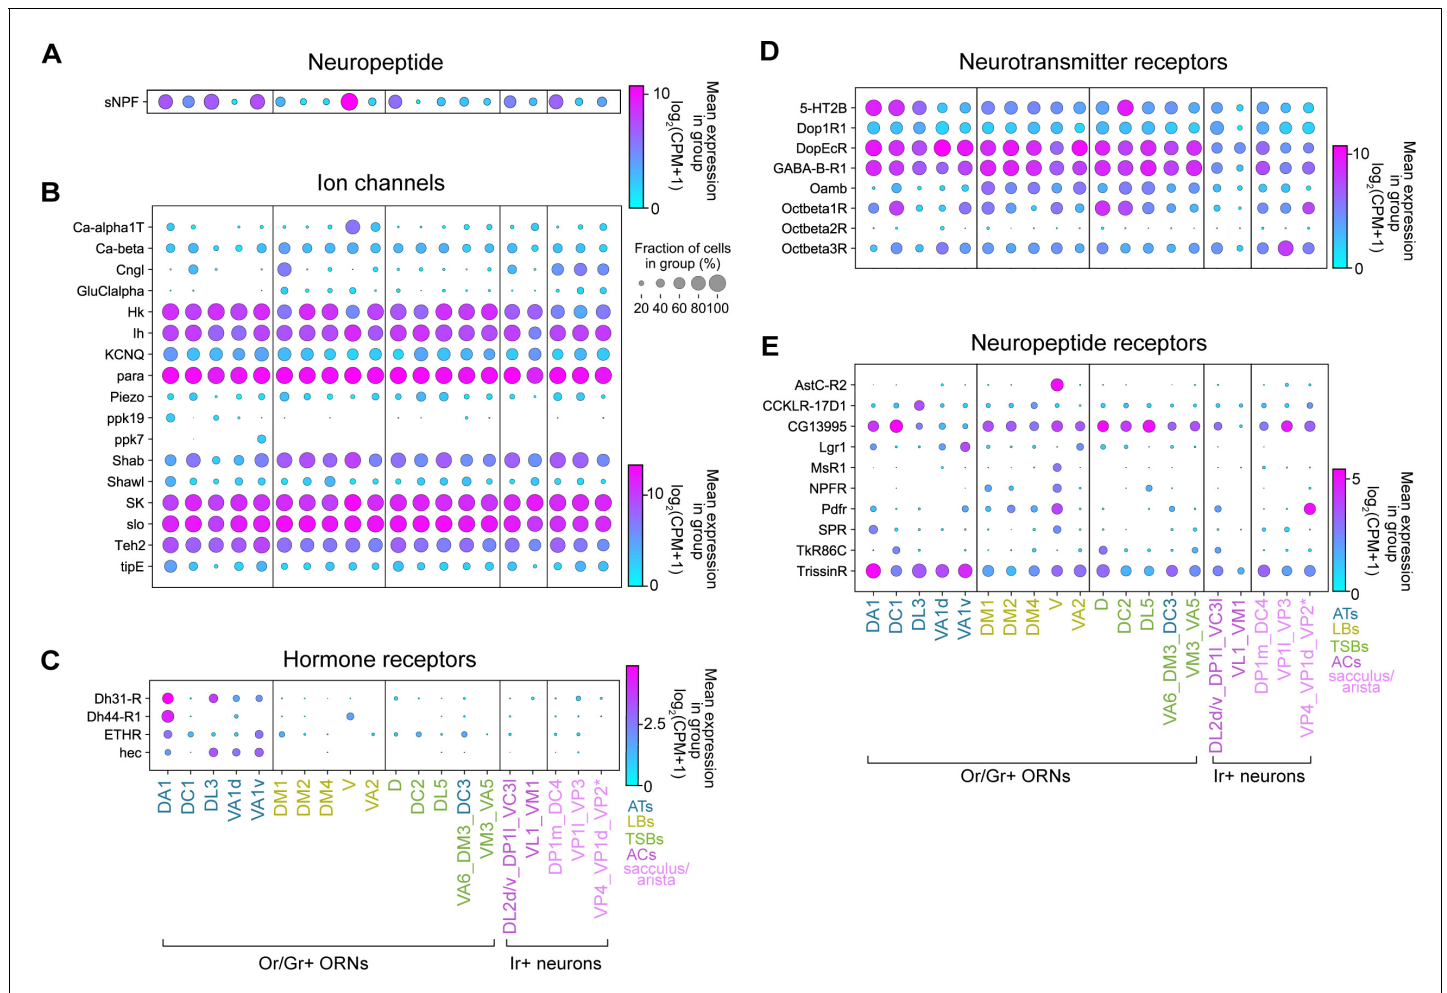 A
Neuropeptide
sNPF
10
0
Mean expression
in group
log2(CPM+1)
B
Ion channels
Ca-alpha1T
Ca-beta
Cngl
GluClalpha
Hk
Ih
KCNQ
para
Piezo
ppk19
ppk7
Shab
Shawl
SK
slo
Teh2
tipE
Fraction of cells
in group (%)
20 40 60 80 100
10
0
Mean expression
in group
log2(CPM+1)
C
Hormone receptors
Dh31-R
Dh44-R1
ETHR
hec
2.5
0
Mean expression
in group
log2(CPM+1)
DA1
DC1
DL3
VA1d
VA1v
DM1
DM2
DM4
V
VA2
D
DC2
DL5
VA6_DM3_DC3
VM3_VA5
DL2d/v_DP1l_VC3l
VL1_VM1
DP1m_DC4
VP1l_VP3
VP4_VP1d_VP2*
ATs
LBs
TSBs
ACs
sacculus/
arista
Or/Gr+ ORNs
Ir+ neurons
D
Neurotransmitter receptors
5-HT2B
Dop1R1
DopEcR
GABA-B-R1
Oamb
Octbeta1R
Octbeta2R
Octbeta3R
10
0
Mean expression
in group
log2(CPM+1)
E
Neuropeptide receptors
AstC-R2
CCKLR-17D1
CG13995
Lgr1
MsR1
NPFR
Pdfr
SPR
TkR86C
TrissinR
5
0
Mean expression
in group
log2(CPM+1)
DA1
DC1
DL3
VA1d
VA1v
DM1
DM2
DM4
V
VA2
D
DC2
DL5
VA6_DM3_DC3
VM3_VA5
DL2d/v_DP1l_VC3l
VL1_VM1
DP1m_DC4
VP1l_VP3
VP4_VP1d_VP2*
ATs
LBs
TSBs
ACs
sacculus/
arista
Or/Gr+ ORNs
Ir+ neurons